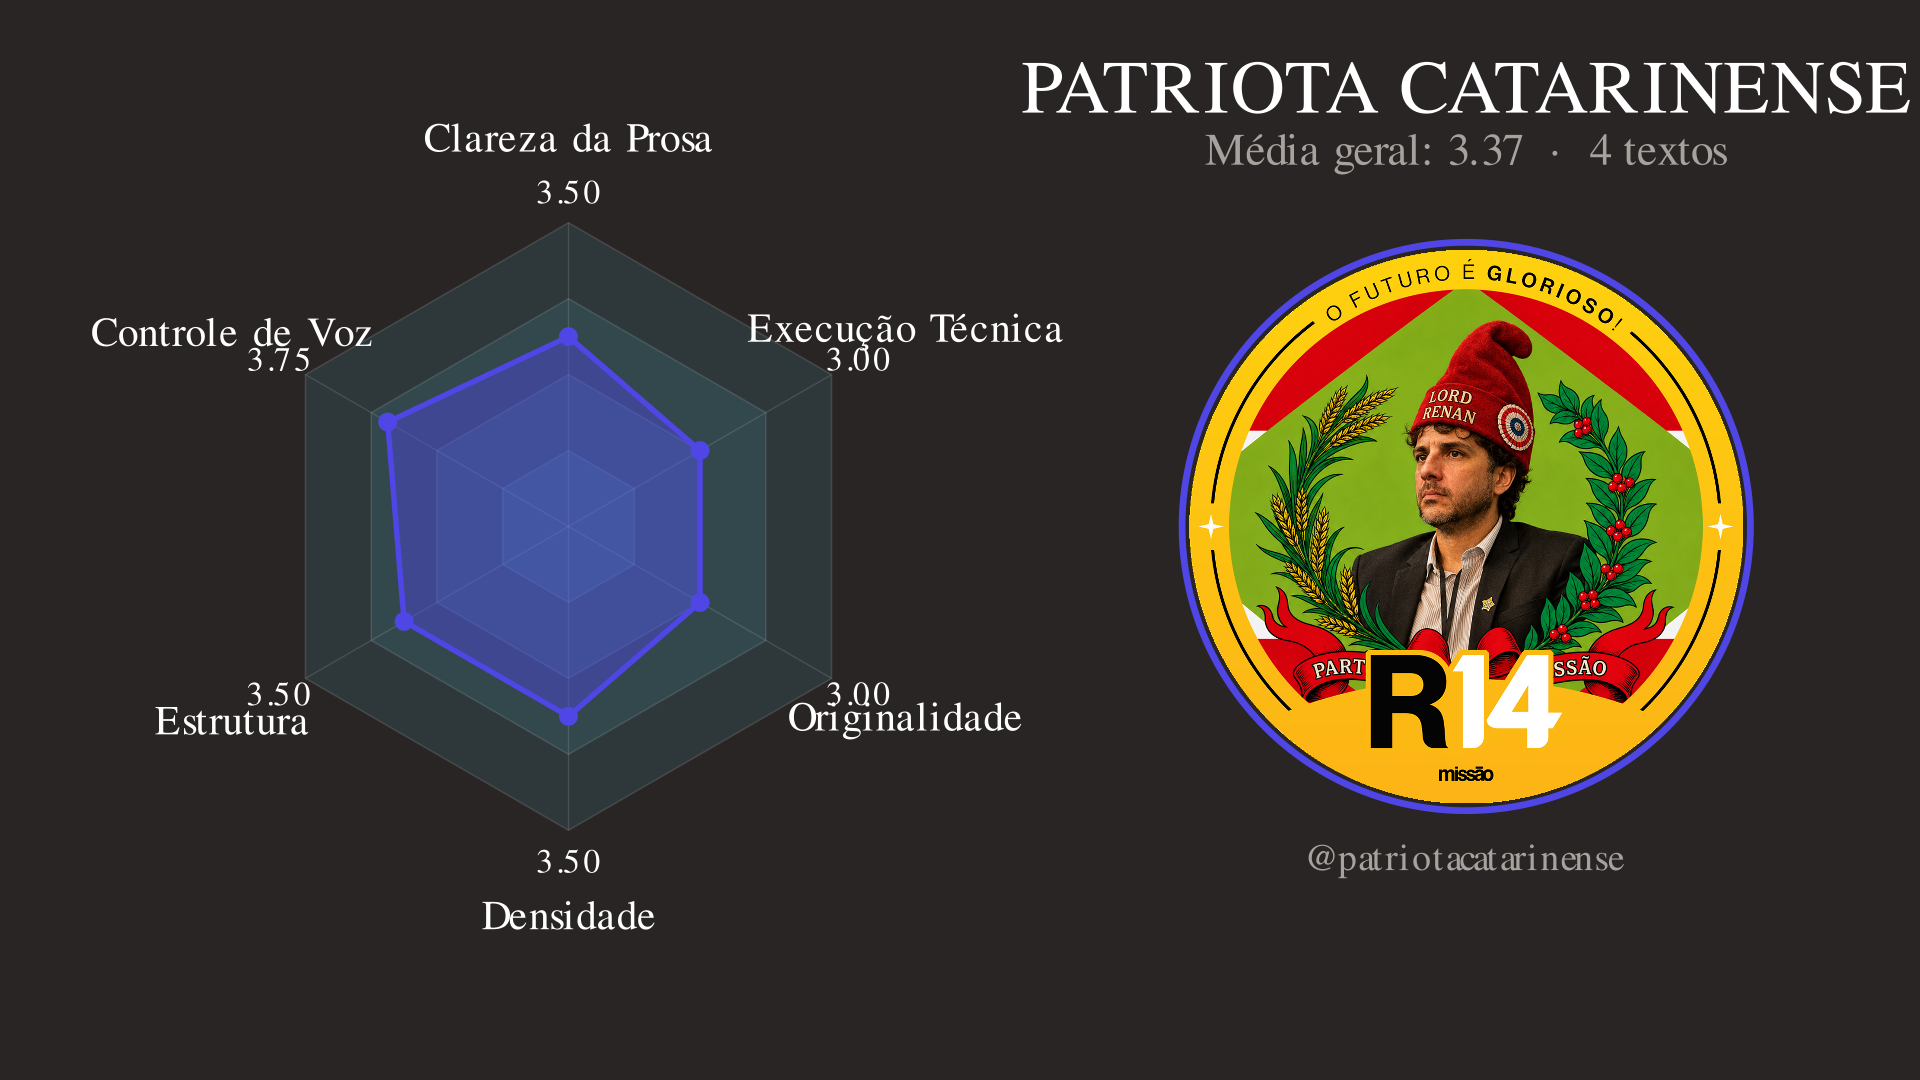 PATRIOTA CATARINENSE
Média geral: 3.37 · 4 textos
Clareza da Prosa
3.50
Controle de Voz
3.75
Execução Técnica
3.00
3.50
Estrutura
3.00
Originalidade
3.50
Densidade
O FUTURO É GLORIOSO!
LORD
RENAN
PART
SSÃO
R14
missão
@patriotacatarinense